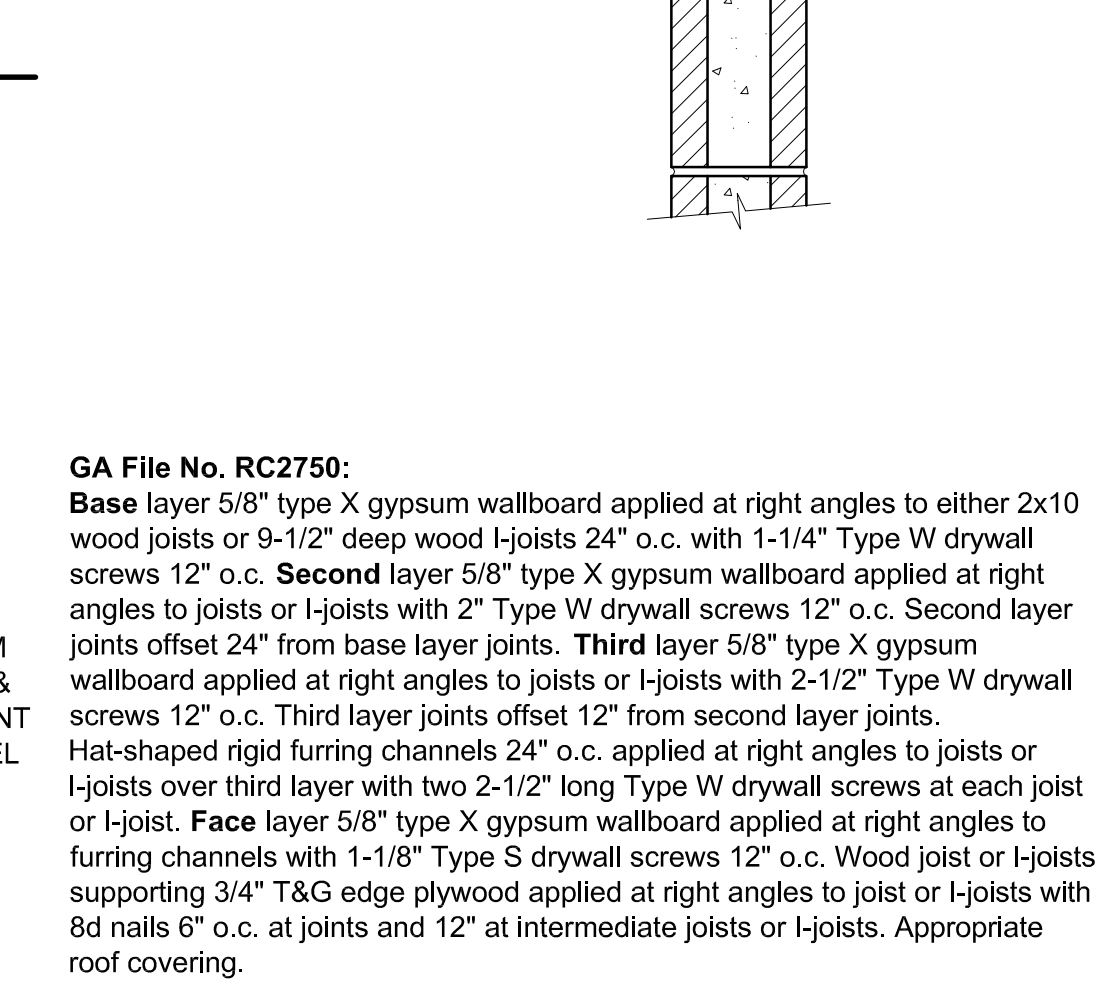 GA File No. RC2750:
Base layer 5/8" type X gypsum wallboard applied at right angles to either 2x10
wood joists or 9-1/2" deep wood I-joists 24" o.c. with 1-1/4" Type W drywall
screws 12" o.c. Second layer 5/8" type X gypsum wallboard applied at right
angles to joists or I-joists with 2" Type W drywall screws 12" o.c. Second layer
joints offset 24" from base layer joints. Third layer 5/8" type X gypsum
wallboard applied at right angles to joists or I-joists with 2-1/2" Type W drywall
screws 12" o.c. Third layer joints offset 12" from second layer joints.
Hat-shaped rigid furring channels 24" o.c. applied at right angles to joists or
I-joists over third layer with two 2-1/2" long Type W drywall screws at each joist
or I-joist. Face layer 5/8" type X gypsum wallboard applied at right angles to
furring channels with 1-1/8" Type S drywall screws 12" o.c. Wood joist or I-joists
supporting 3/4" T&G edge plywood applied at right angles to joist or I-joists with
8d nails 6" o.c. at joints and 12" at intermediate joists or I-joists. Appropriate
roof covering.
&
NT
EL